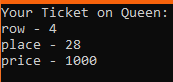 Your Ticket on Queen:
row - 4
place - 28
price - 1000